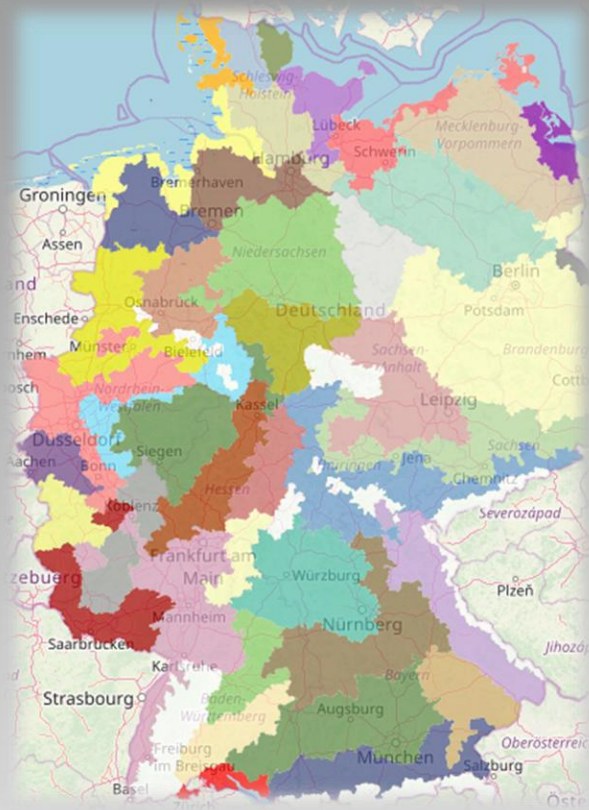 Schleswig-
Holstein
Lübeck
Mecklenburg-
Vorpommern
Schwerin
Hamburg
Bremerhaven
Groningen
Bremen
Assen
Niedersachsen
Berlin
Osnabrück
Deutschland
Potsdam
Enschede
Münster
Bielefeld
Sachsen-
Anhalt
Brandenburg
Nordrhein-
Westfalen
Kassel
Leipzig
Düsseldorf
Siegen
Aachen
Bonn
Thüringen
Jena
Sachsen
Chemnitz
Hessen
Koblenz
Severozápad
Frankfurt am
Main
Würzburg
Plzeň
Mannheim
Nürnberg
Saarbrücken
Karlsruhe
Bayern
Strasbourg
Baden-
Württemberg
Augsburg
Freiburg
im Breisgau
München
Salzburg
Basel
Zürich